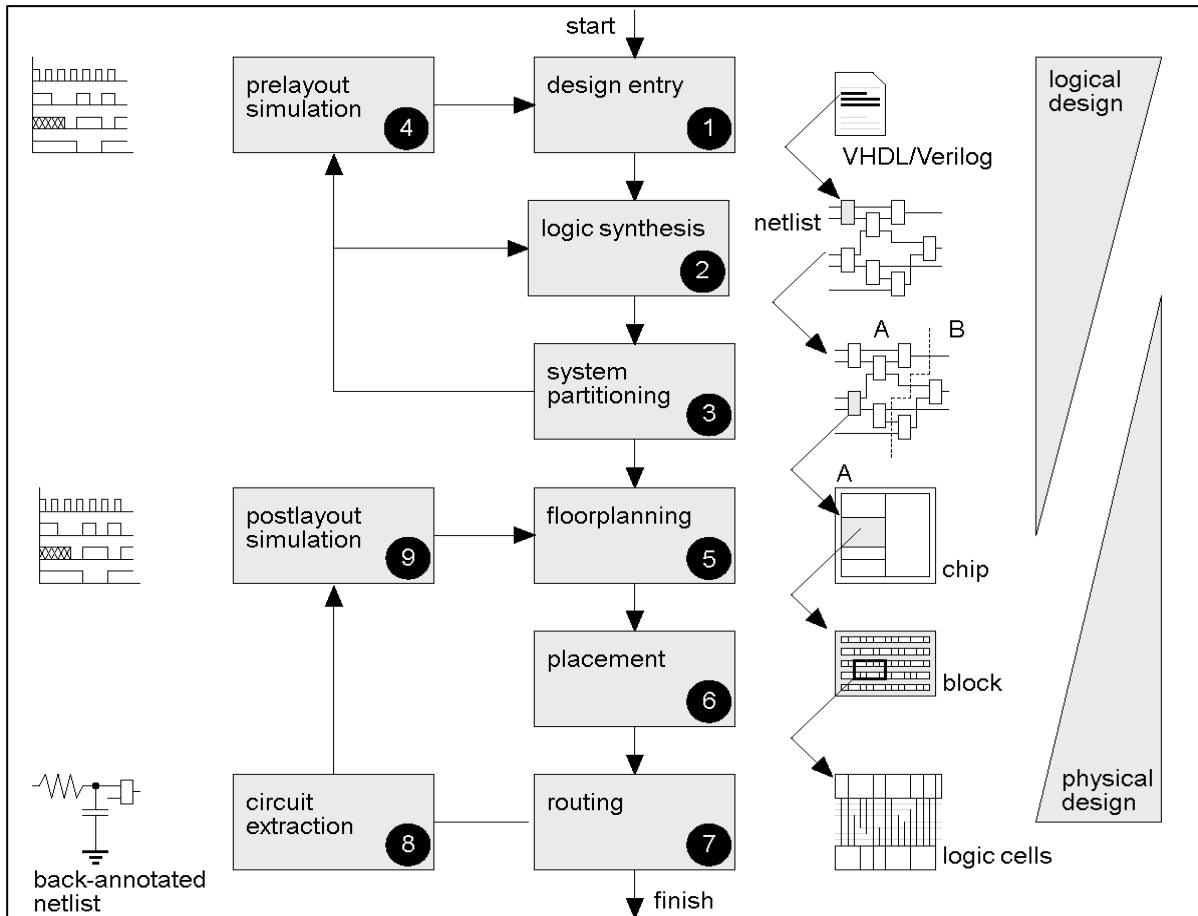 start
prelayout
simulation
4
design entry
1
VHDL/Verilog
logical
design
logic synthesis
2
netlist
system
partitioning
3
A B
postlayout
simulation
9
floorplanning
5
A
chip
placement
6
block
circuit
extraction
8
routing
7
logic cells
physical
design
back-annotated
netlist
finish